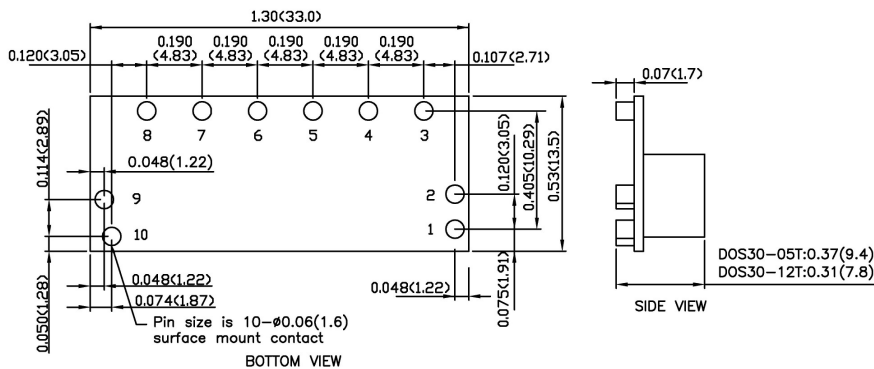 1.30(33.0)
0.190 0.190 0.190 0.190 0.190
0.120(3.05) (4.83) (4.83) (4.83) (4.83) (4.83) 0.107(2.71)
0.07(1.7)
8 7 6 5 4 3
0.114(2.89)
0.048(1.22)
0.120(3.05)
0.405(10.29)
0.53(13.5)
9
2
10
1
0.050(1.28)
0.048(1.22)
0.074(1.87)
0.048(1.22)
0.075(1.91)
DOS30-05T:0.37(9.4)
DOS30-12T:0.31(7.8)
SIDE VIEW
Pin size is 10-ø0.06(1.6)
surface mount contact
BOTTOM VIEW